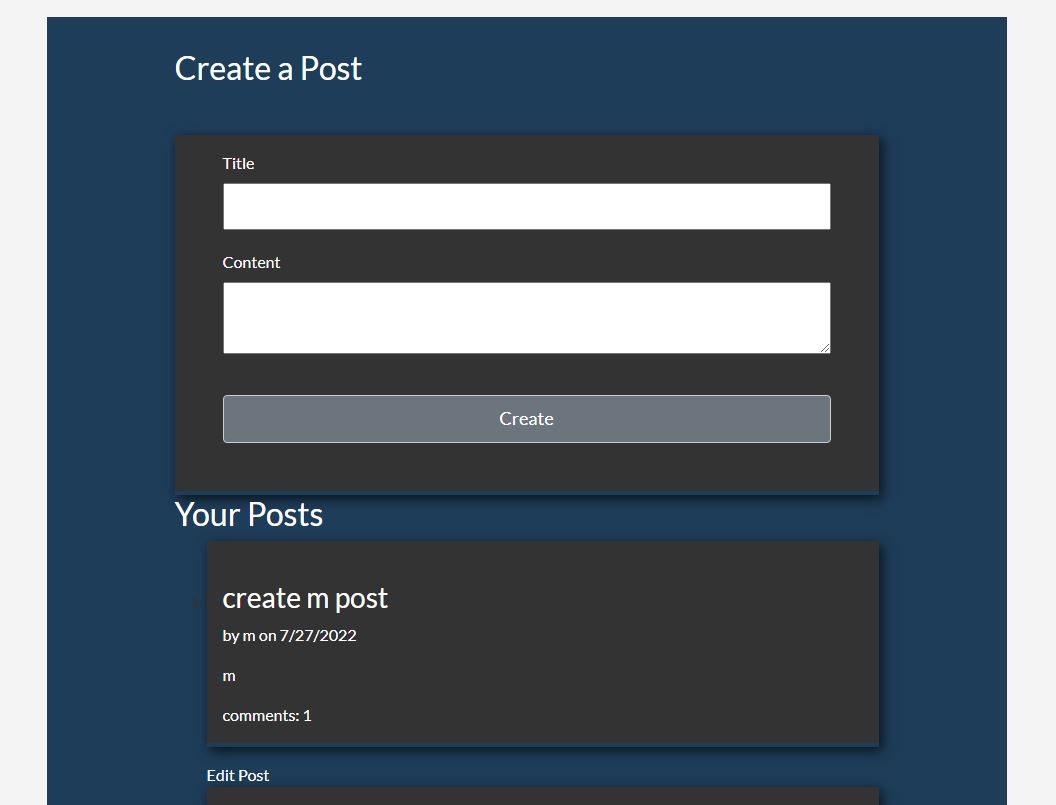 Create a Post
Title
Content
Create
Your Posts
create m post
by m on 7/27/2022
m
comments: 1
Edit Post